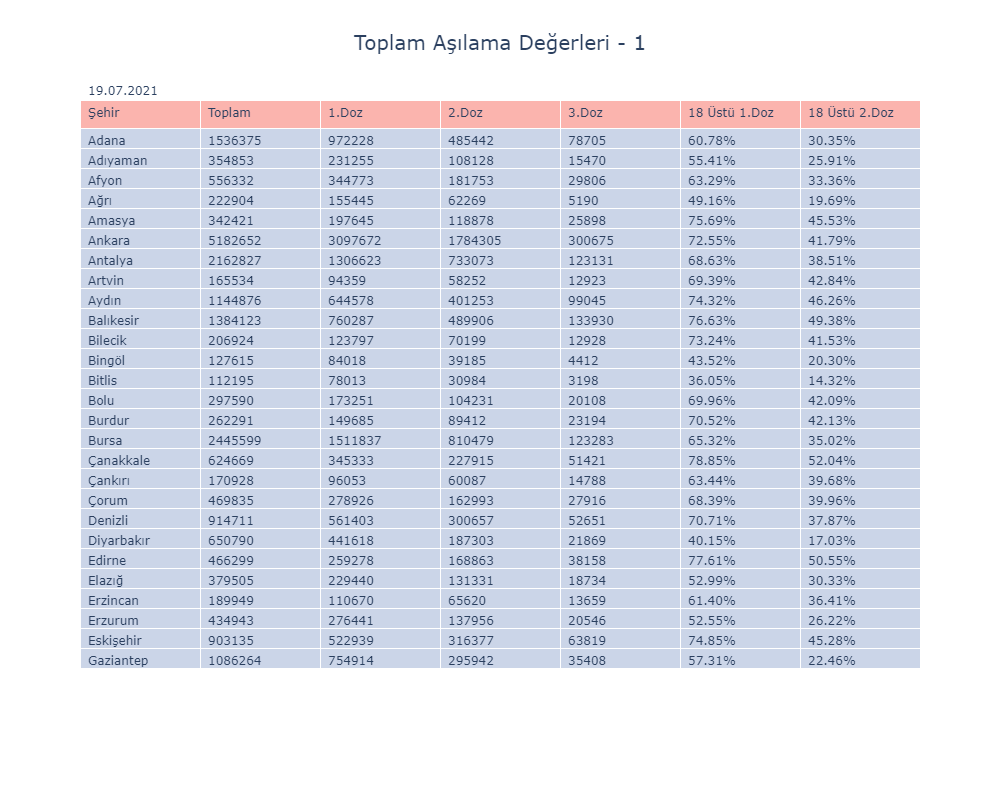 Toplam Aşılama Değerleri - 1
19.07.2021
Şehir Toplam 1.Doz 2.Doz 3.Doz 18 Üstü 1.Doz 18 Üstü 2.Doz
Adana 1536375 972228 485442 78705 60.78% 30.35%
Adıyaman 354853 231255 108128 15470 55.41% 25.91%
Afyon 556332 344773 181753 29806 63.29% 33.36%
Ağrı 222904 155445 62269 5190 49.16% 19.69%
Amasya 342421 197645 118878 25898 75.69% 45.53%
Ankara 5182652 3097672 1784305 300675 72.55% 41.79%
Antalya 2162827 1306623 733073 123131 68.63% 38.51%
Artvin 165534 94359 58252 12923 69.39% 42.84%
Aydın 1144876 644578 401253 99045 74.32% 46.26%
Balıkesir 1384123 760287 489906 133930 76.63% 49.38%
Bilecik 206924 123797 70199 12928 73.24% 41.53%
Bingöl 127615 84018 39185 4412 43.52% 20.30%
Bitlis 112195 78013 30984 3198 36.05% 14.32%
Bolu 297590 173251 104231 20108 69.96% 42.09%
Burdur 262291 149685 89412 23194 70.52% 42.13%
Bursa 2445599 1511837 810479 123283 65.32% 35.02%
Çanakkale 624669 345333 227915 51421 78.85% 52.04%
Çankırı 170928 96053 60087 14788 63.44% 39.68%
Çorum 469835 278926 162993 27916 68.39% 39.96%
Denizli 914711 561403 300657 52651 70.71% 37.87%
Diyarbakır 650790 441618 187303 21869 40.15% 17.03%
Edirne 466299 259278 168863 38158 77.61% 50.55%
Elazığ 379505 229440 131331 18734 52.99% 30.33%
Erzincan 189949 110670 65620 13659 61.40% 36.41%
Erzurum 434943 276441 137956 20546 52.55% 26.22%
Eskişehir 903135 522939 316377 63819 74.85% 45.28%
Gaziantep 1086264 754914 295942 35408 57.31% 22.46%